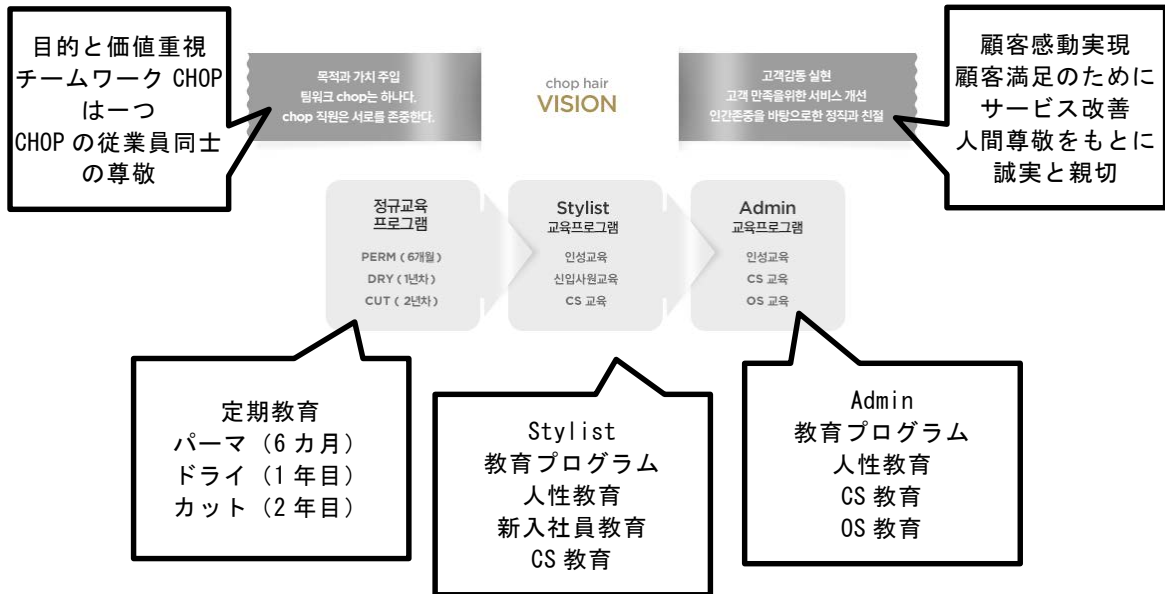 目的と価値重視
チームワーク CHOP
は一つ
CHOP の従業員同士
の尊敬
목적과 가치 주입
팀워크 chop는 하나다.
chop 직원은 서로를 존중한다.
chop hair
VISION
고객감동 실현
고객 만족을위한 서비스 개선
인간존중을 바탕으로한 정직과 친절
顧客感動実現
顧客満足のために
サービス改善
人間尊敬をもとに
誠実と親切
정규교육
프로그램
PERM ( 6개월 )
DRY ( 1년차 )
CUT ( 2년차 )
Stylist
교육프로그램
인성교육
신입사원교육
CS 교육
Admin
교육프로그램
인성교육
CS 교육
OS 교육
定期教育
パーマ（6 カ月）
ドライ（1 年目）
カット（2 年目）
Stylist
教育プログラム
人性教育
新入社員教育
CS 教育
Admin
教育プログラム
人性教育
CS 教育
OS 教育